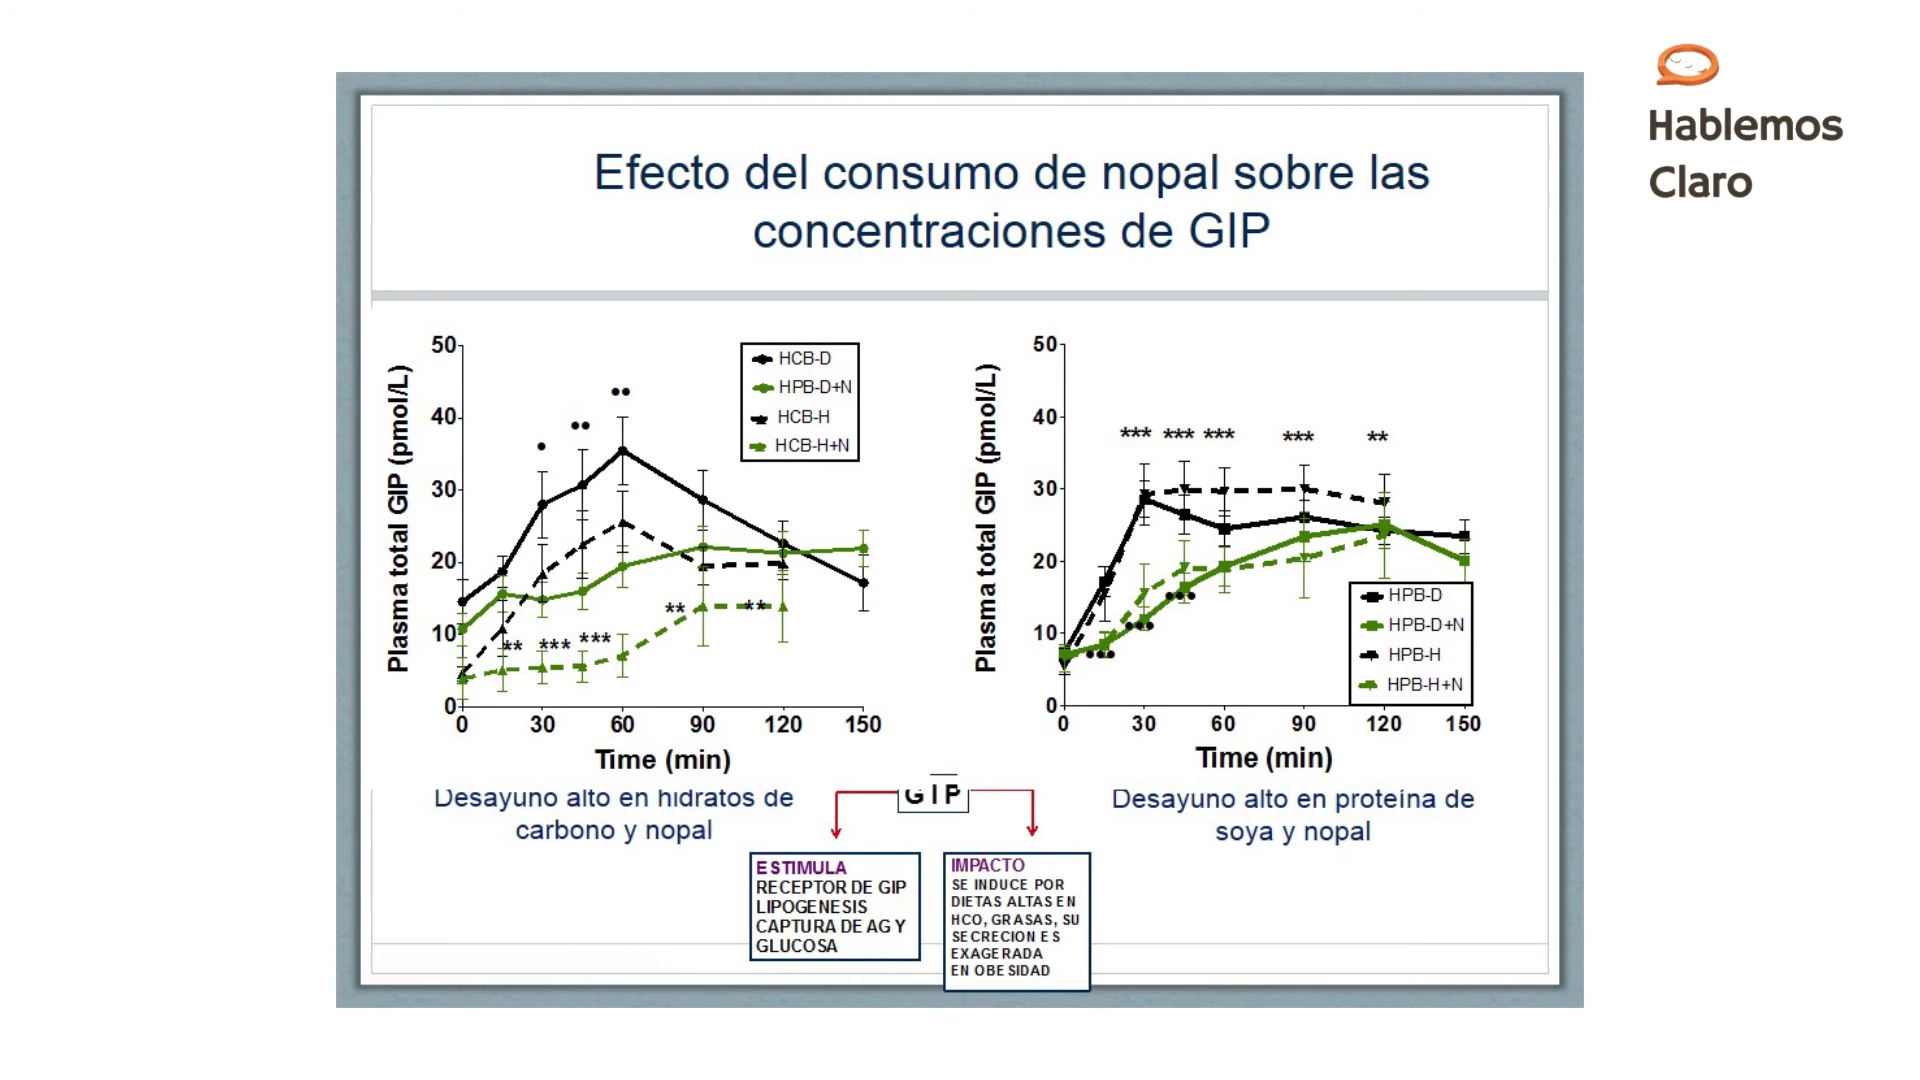 Hablemos
Claro
Efecto del consumo de nopal sobre las
concentraciones de GIP
Plasma total GIP (pmol/L)
50
40
30
20
10
0
0 30 60 90 120 150
Time (min)
HCB-D
HPB-D+N
HCB-H
HCB-H+N
•
••
••
**
***
***
**
**
Desayuno alto en hidratos de
carbono y nopal
Plasma total GIP (pmol/L)
50
40
30
20
10
0
0 30 60 90 120 150
Time (min)
*** *** *** *** **
•••
•••
•••
HPB-D
HPB-D+N
HPB-H
HPB-H+N
Desayuno alto en proteína de
soya y nopal
GIP
ESTIMULA
RECEPTOR DE GIP
LIPOGENESIS
CAPTURA DE AG Y
GLUCOSA
IMPACTO
SE INDUCE POR
DIETAS ALTAS EN
HCO, GRASAS, SU
SECRECION ES
EXAGERADA
EN OBESIDAD